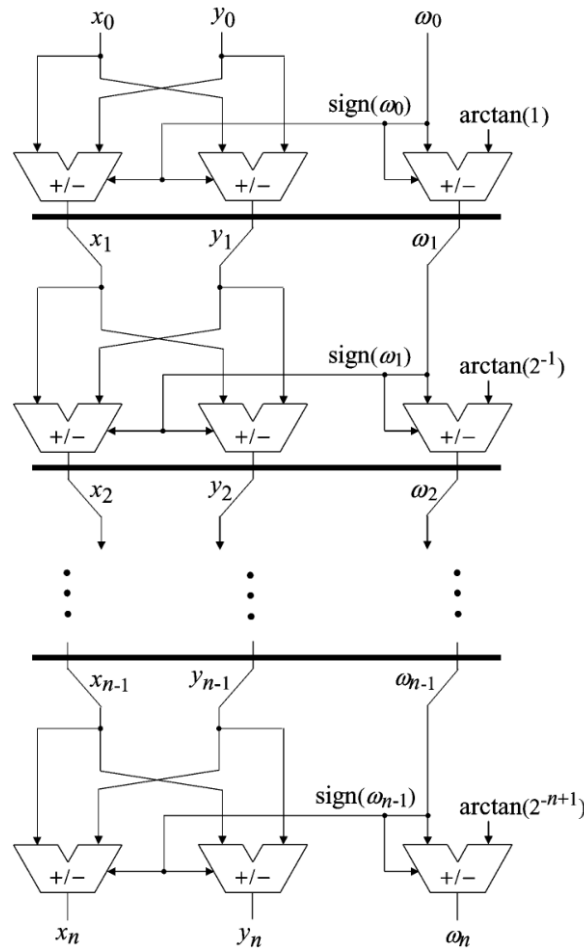 x₀ y₀ ω₀
sign(ω₀) arctan(1)
+/− +/− +/−
x₁ y₁ ω₁
sign(ω₁) arctan(2⁻¹)
+/− +/− +/−
x₂ y₂ ω₂
xₙ₋₁ yₙ₋₁ ωₙ₋₁
sign(ωₙ₋₁) arctan(2⁻ⁿ⁺¹)
+/− +/− +/−
xₙ yₙ ωₙ